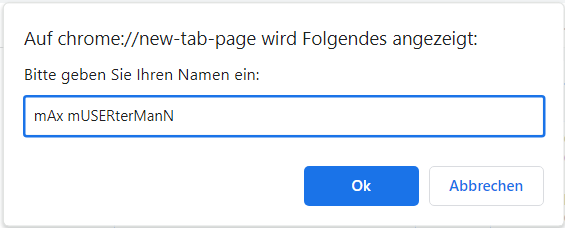 Auf chrome://new-tab-page wird Folgendes angezeigt:
Bitte geben Sie Ihren Namen ein:
mAx mUSERterManN
Ok
Abbrechen